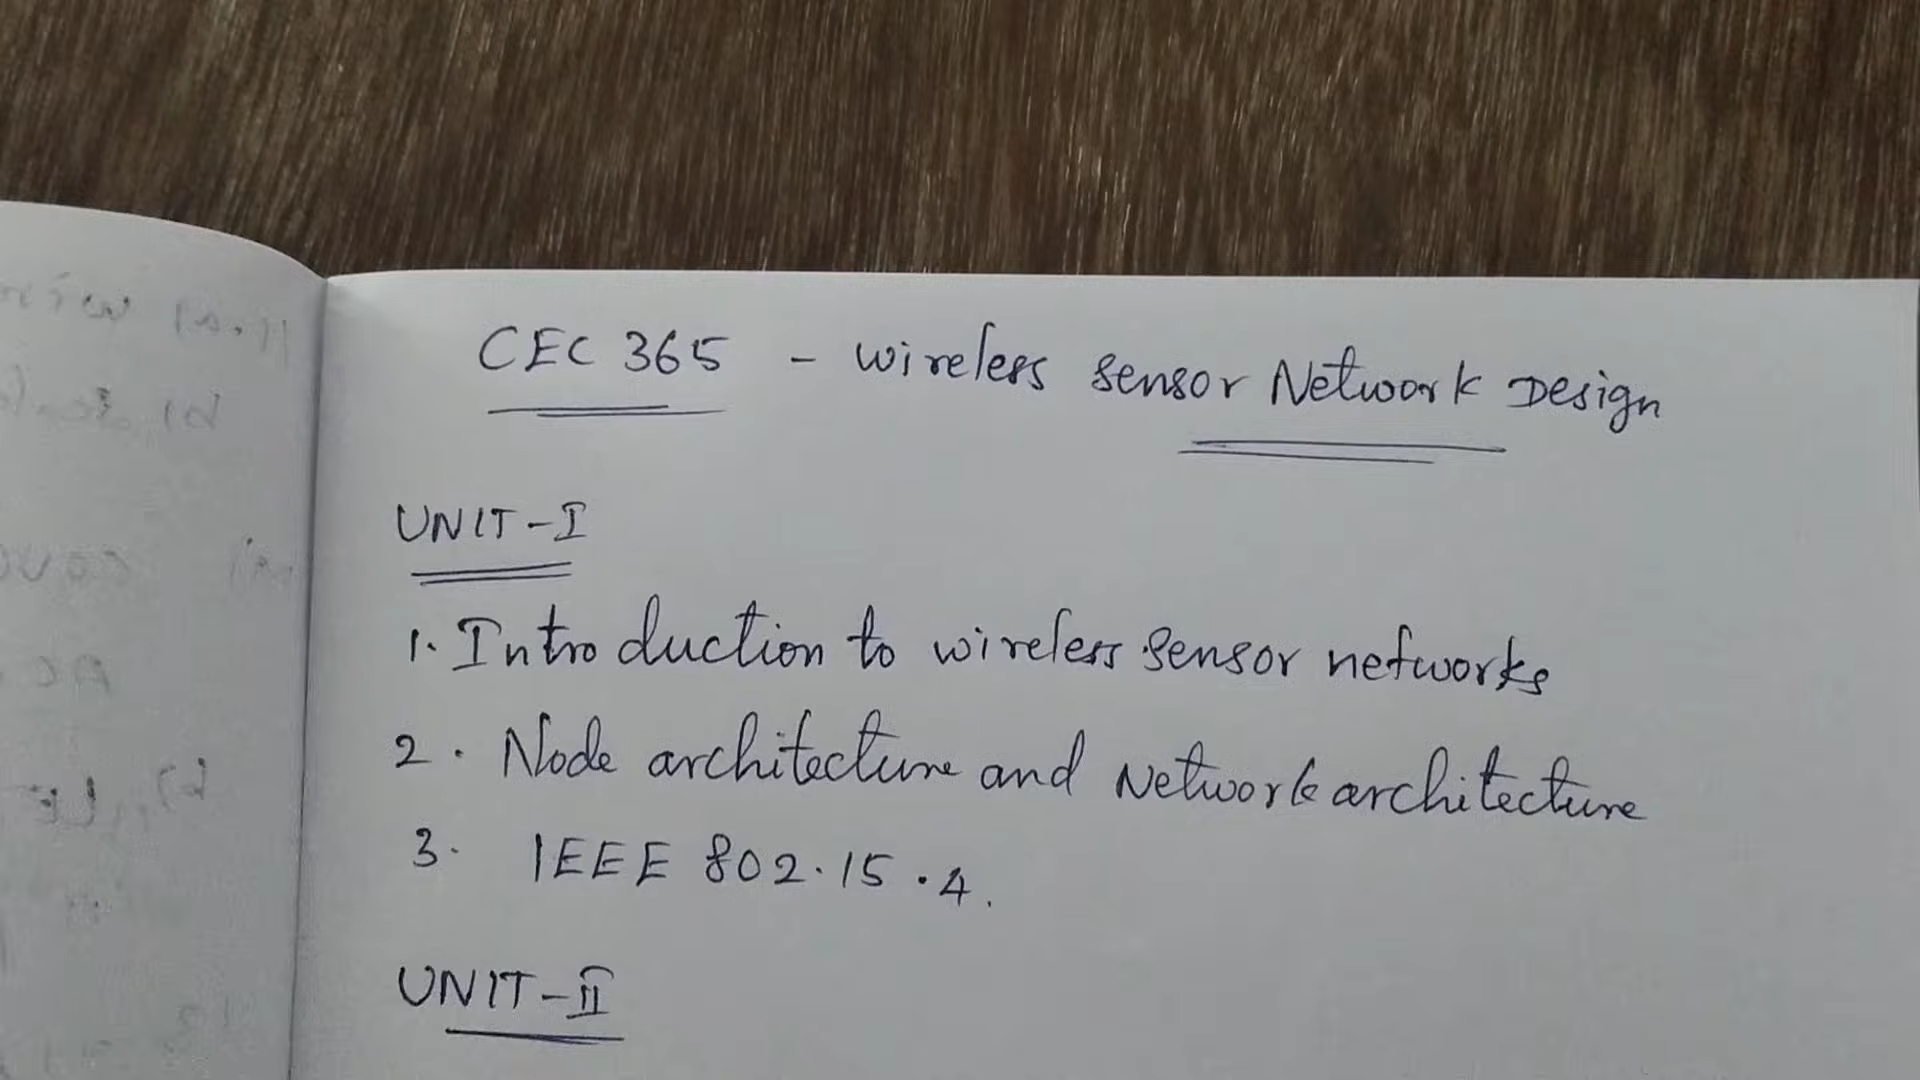 CEC 365 - Wireless Sensor Network Design
UNIT-I
1. Introduction to wireless sensor networks
2. Node architecture and Network architecture
3. IEEE 802.15.4.
UNIT-II